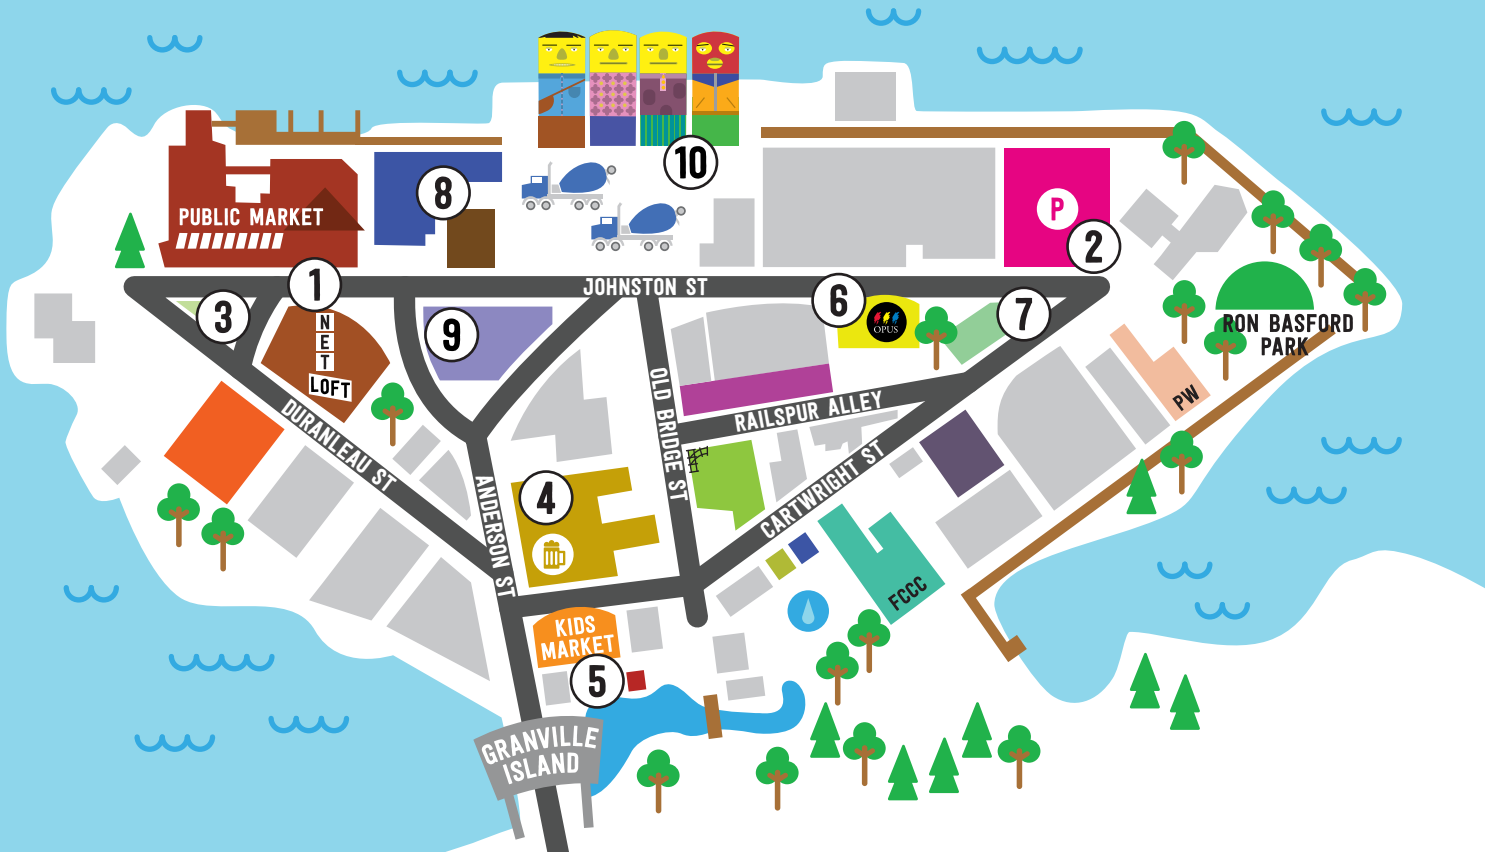 10
8
PUBLIC MARKET
P
2
1
JOHNSTON ST
3
N
E
T
LOFT
9
6
OPUS
7
RON BASFORD
PARK
OLD BRIDGE ST
RAILSPUR ALLEY
PW
DURANLEAU ST
CARTWRIGHT ST
ANDERSON ST
4
FCCC
KIDS
MARKET
5
GRANVILLE
ISLAND